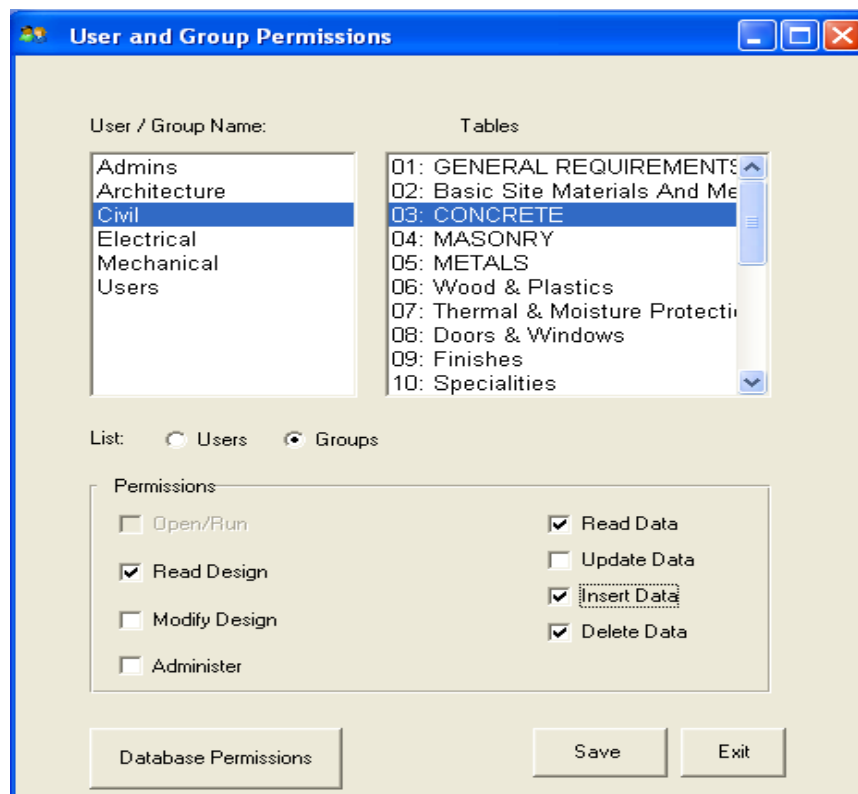 User and Group Permissions
User / Group Name:
Tables
Admins
Architecture
Civil
Electrical
Mechanical
Users
01: GENERAL REQUIREMENTS
02: Basic Site Materials And Me
03: CONCRETE
04: MASONRY
05: METALS
06: Wood & Plastics
07: Thermal & Moisture Protecti
08: Doors & Windows
09: Finishes
10: Specialities
List: Users Groups
Permissions
Open/Run
Read Design
Modify Design
Administer
Read Data
Update Data
Insert Data
Delete Data
Database Permissions
Save
Exit